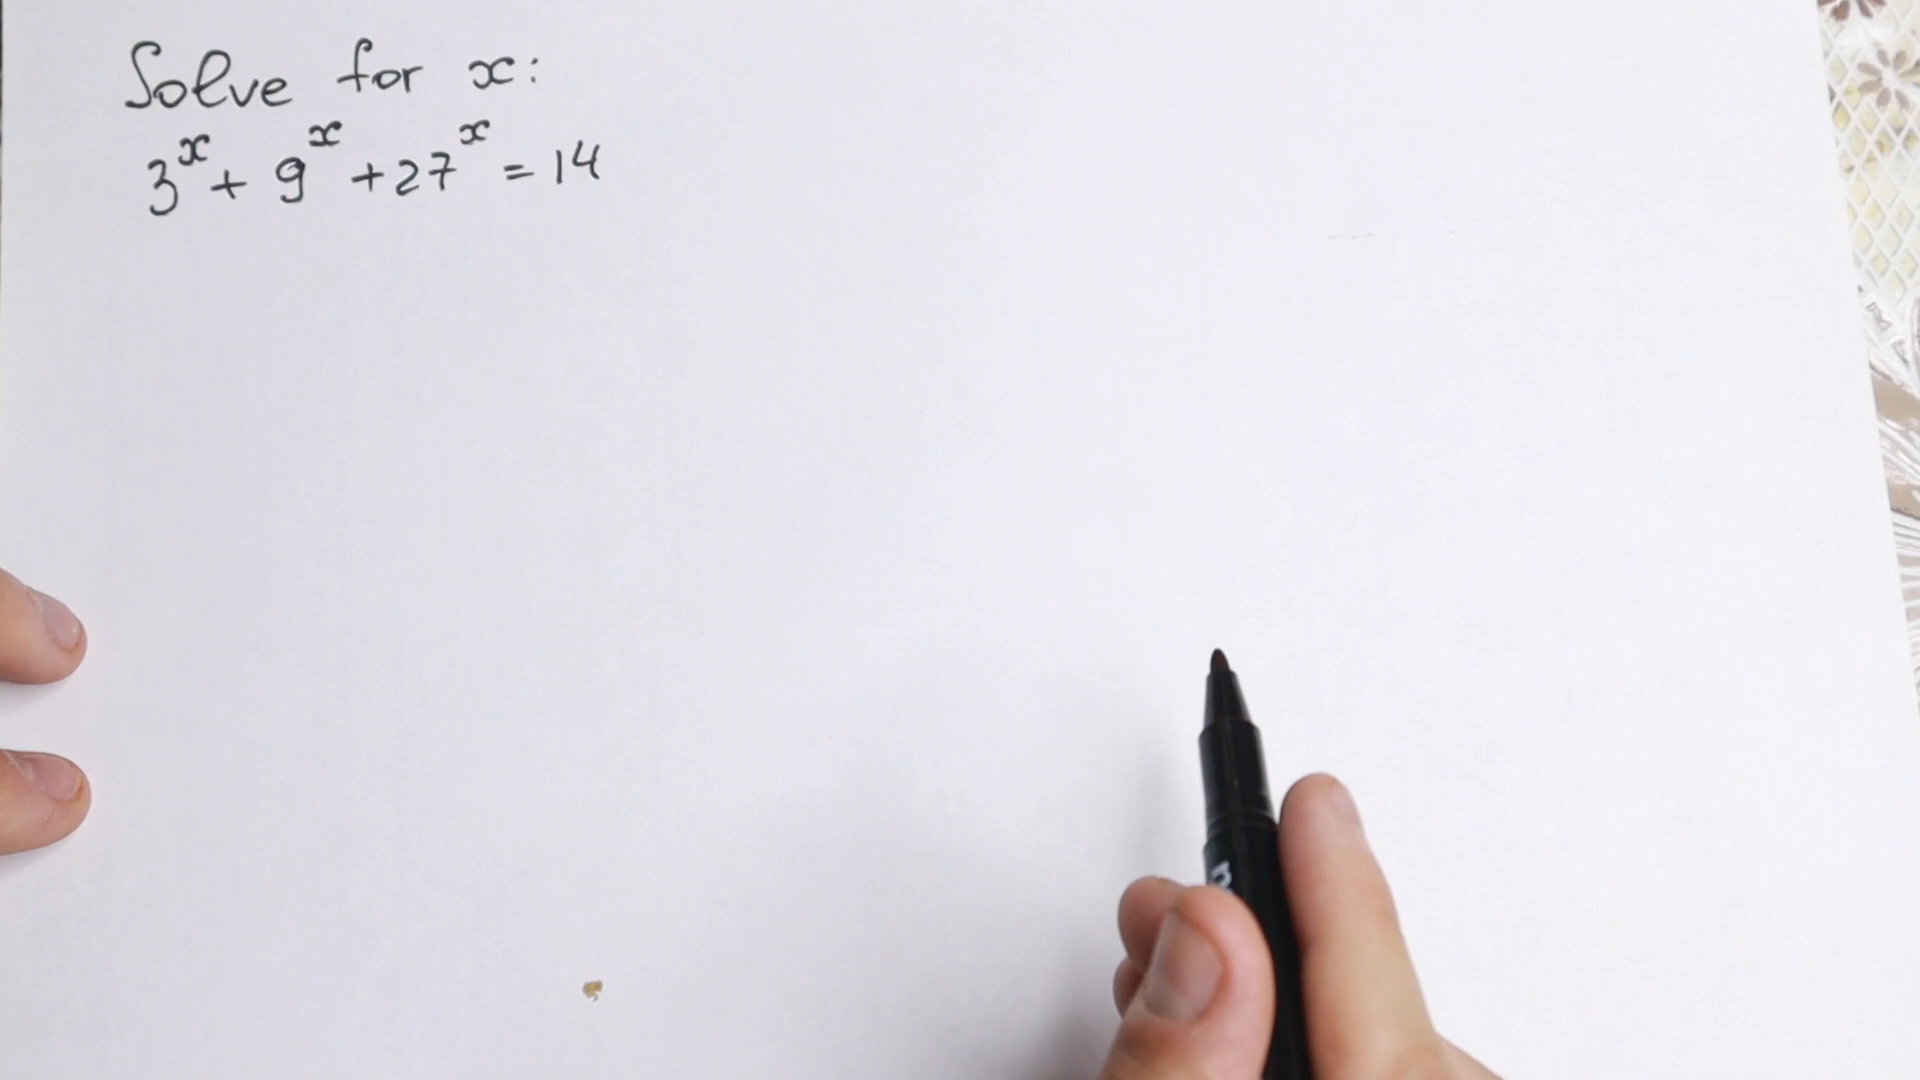 Solve for x:
3^x + 9^x + 27^x = 14